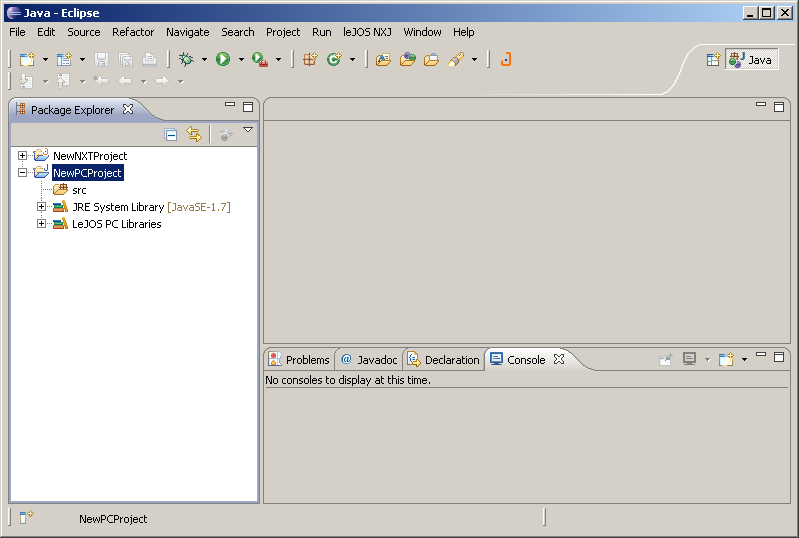 Java - Eclipse
File Edit Source Refactor Navigate Search Project Run leJOS NXJ Window Help
Java
Package Explorer
NewNXTProject
NewPCProject
src
JRE System Library [JavaSE-1.7]
LeJOS PC Libraries
Problems @ Javadoc Declaration Console
No consoles to display at this time.
NewPCProject